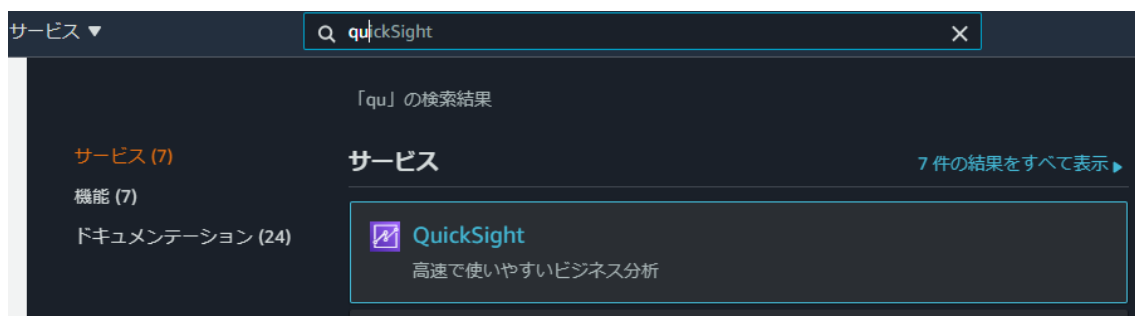 サービス ▼
quickSight
「qu」の検索結果
サービス (7)
機能 (7)
ドキュメンテーション (24)
サービス
7 件の結果をすべて表示 ▶
QuickSight
高速で使いやすいビジネス分析